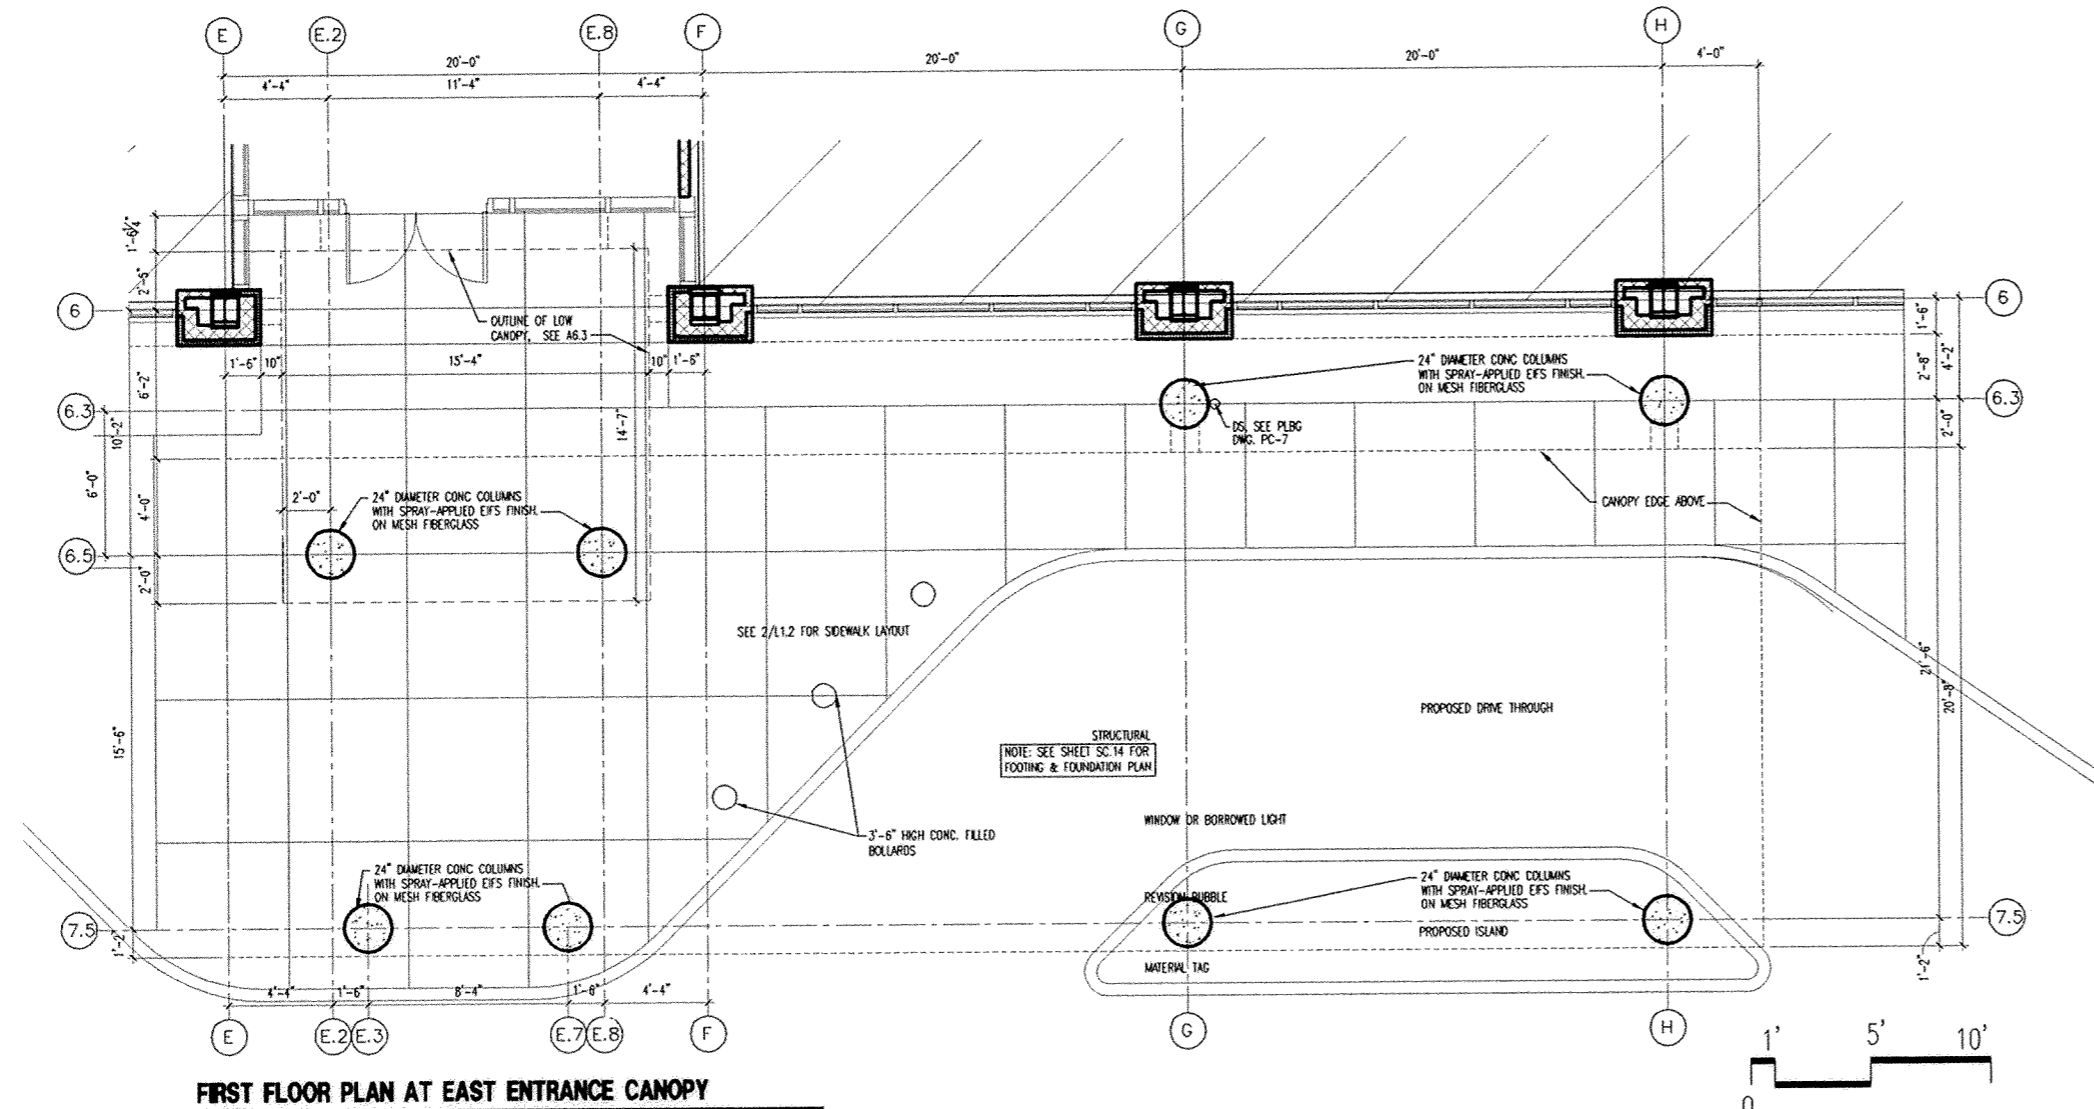 E
E.2
E.8
F
G
H
20'-0"
20'-0"
20'-0"
4'-0"
4'-4"
11'-4"
4'-4"
1'-6¼"
2'-6"
6
6
OUTLINE OF LOW
CANOPY, SEE A6.3
1'-6"
10"
15'-4"
10"
1'-6"
24" DIAMETER CONC COLUMNS
WITH SPRAY-APPLIED EIFS FINISH.
ON MESH FIBERGLASS
1'-6"
2'-8"
4'-2"
6'-2"
6.3
6.3
10'-2"
14'-7"
DS, SEE PLBG
DWG. PC-7
2'-0"
6'-0"
4'-0"
2'-0"
24" DIAMETER CONC COLUMNS
WITH SPRAY-APPLIED EIFS FINISH.
ON MESH FIBERGLASS
CANOPY EDGE ABOVE
6.5
2'-0"
SEE 2/L1.2 FOR SIDEWALK LAYOUT
21'-6"
20'-8"
PROPOSED DRIVE THROUGH
15'-6"
STRUCTURAL
NOTE: SEE SHEET SC.14 FOR
FOOTING & FOUNDATION PLAN
WINDOW OR BORROWED LIGHT
3'-6" HIGH CONC. FILLED
BOLLARDS
24" DIAMETER CONC COLUMNS
WITH SPRAY-APPLIED EIFS FINISH.
ON MESH FIBERGLASS
24" DIAMETER CONC COLUMNS
WITH SPRAY-APPLIED EIFS FINISH.
ON MESH FIBERGLASS
REVISION BUBBLE
7.5
7.5
PROPOSED ISLAND
1'-2"
1'-2"
MATERIAL TAG
4'-4"
1'-6"
8'-4"
1'-6"
4'-4"
E
E.2
E.3
E.7
E.8
F
G
H
1'
5'
10'
0
FIRST FLOOR PLAN AT EAST ENTRANCE CANOPY